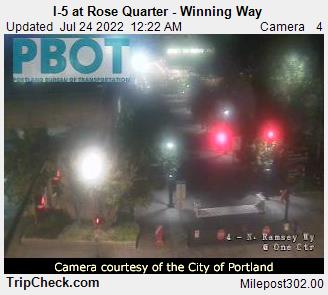 I-5 at Rose Quarter - Winning Way
Updated Jul 24 2022 12:22 AM Camera 4
PBOT
PORTLAND BUREAU OF TRANSPORTATION
4 - N. Ramsey Wy
@ One Ctr
Camera courtesy of the City of Portland
TripCheck.com Milepost302.00